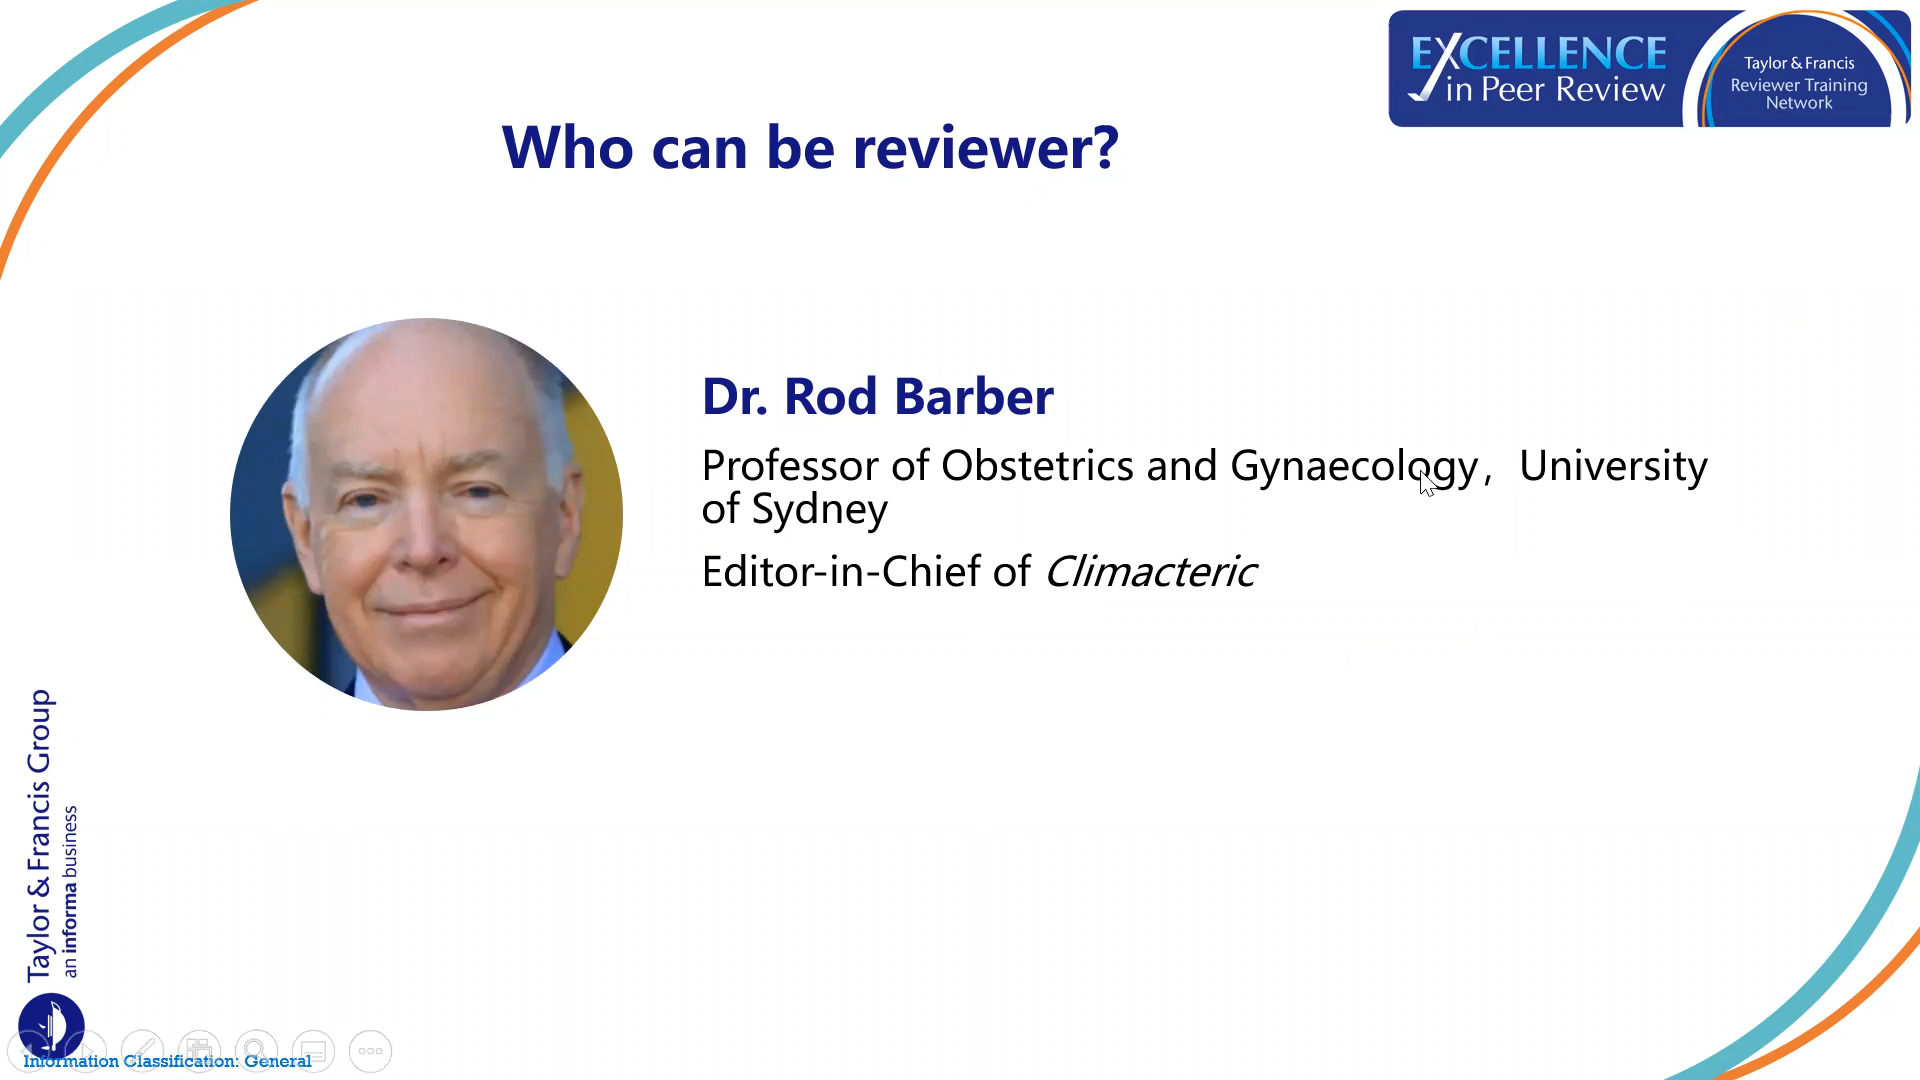 EXCELLENCE
in Peer Review
Taylor & Francis
Reviewer Training
Network
Who can be reviewer?
Dr. Rod Barber
Professor of Obstetrics and Gynaecology， University
of Sydney
Editor-in-Chief of Climacteric
Taylor & Francis Group
an informa business
Information Classification: General